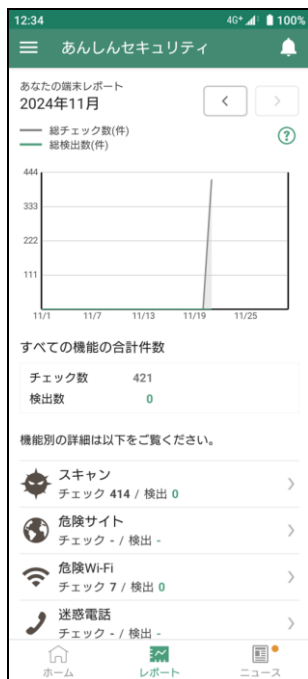 12:34
4G+ 100%
あんしんセキュリティ
あなたの端末レポート
2024年11月
総チェック数(件)
総検出数(件)
444
333
222
111
11/1 11/7 11/13 11/19 11/25
すべての機能の合計件数
チェック数 421
検出数 0
機能別の詳細は以下をご覧ください。
スキャン
チェック 414 / 検出 0
危険サイト
チェック - / 検出 -
危険Wi-Fi
チェック 7 / 検出 0
迷惑電話
チェック - / 検出 -
ホーム レポート ニュース